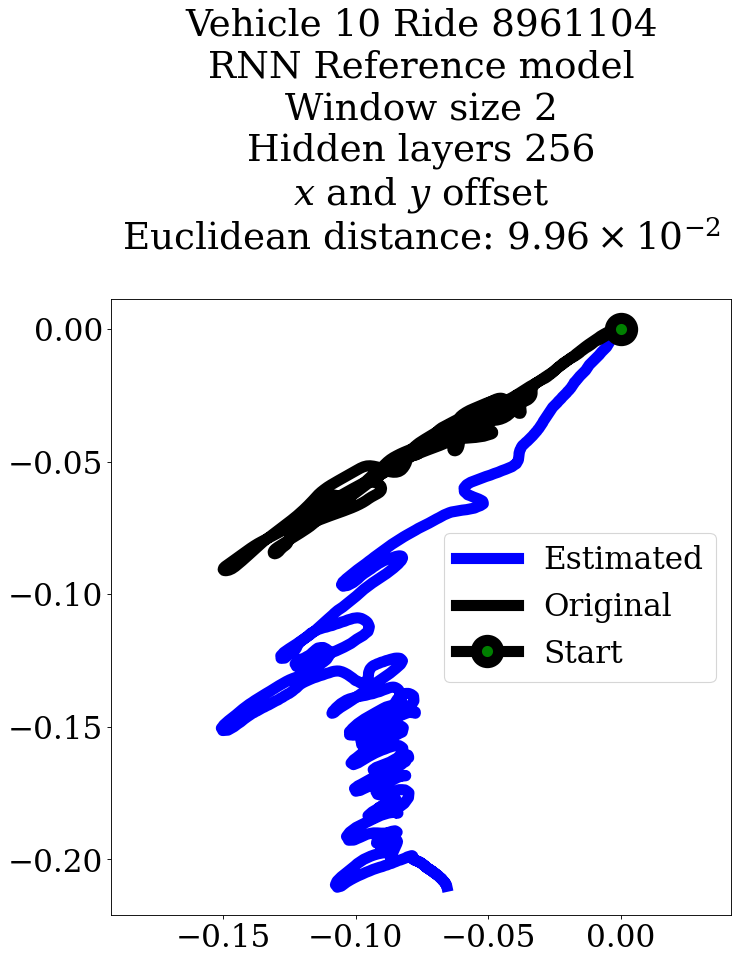 Vehicle 10 Ride 8961104
RNN Reference model
Window size 2
Hidden layers 256
x and y offset
Euclidean distance: 9.96 × 10⁻²
0.00
−0.05
−0.10
−0.15
−0.20
Estimated
Original
Start
−0.15 −0.10 −0.05 0.00